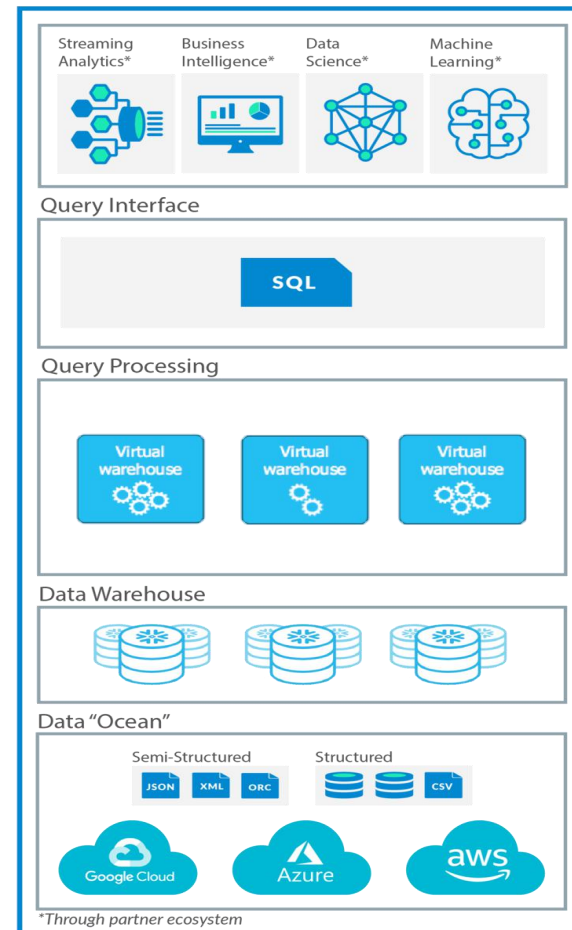 Streaming
Analytics*
Business
Intelligence*
Data
Science*
Machine
Learning*
Query Interface
SQL
Query Processing
Virtual
warehouse
Virtual
warehouse
Virtual
warehouse
Data Warehouse
Data “Ocean”
Semi-Structured
Structured
JSON
XML
ORC
CSV
Google Cloud
Azure
aws
*Through partner ecosystem